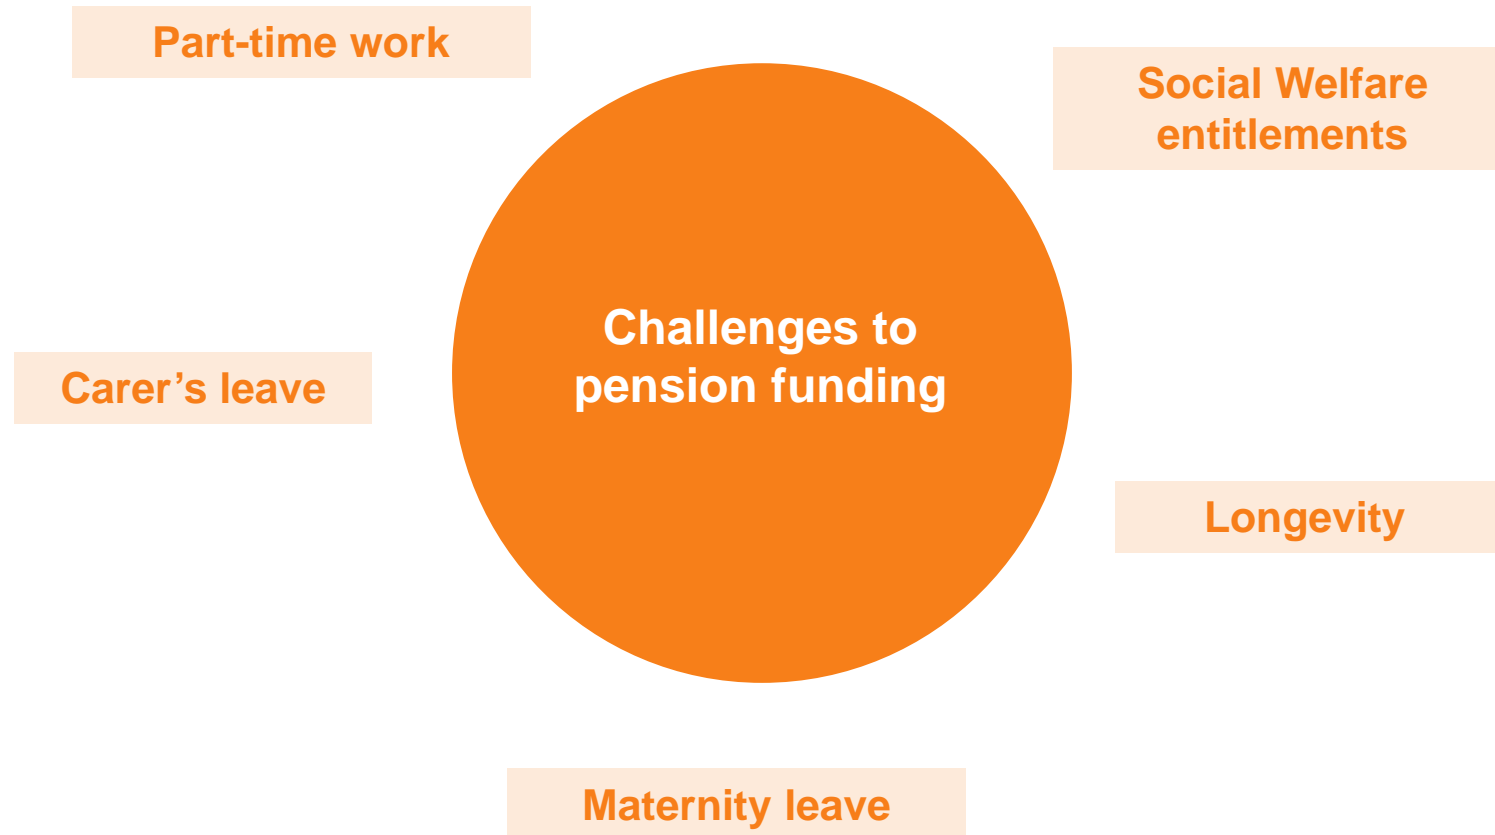 Part-time work
Social Welfare
entitlements
Challenges to
pension funding
Carer’s leave
Longevity
Maternity leave